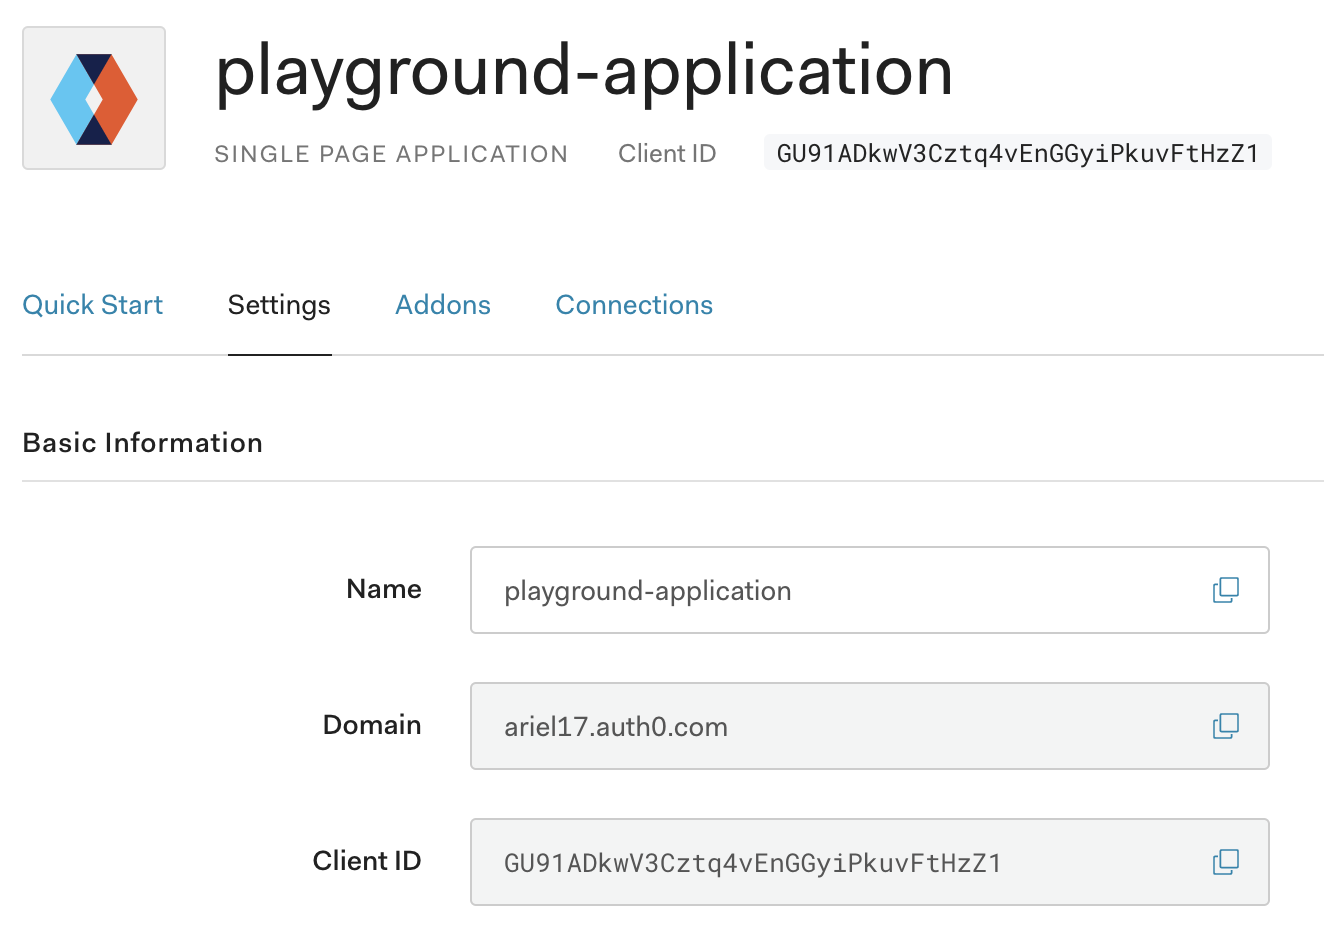 playground-application
SINGLE PAGE APPLICATION Client ID GU91ADkwV3Cztq4vEnGGyiPkuvFtHzZ1
Quick Start Settings Addons Connections
Basic Information
Name playground-application
Domain ariel17.auth0.com
Client ID GU91ADkwV3Cztq4vEnGGyiPkuvFtHzZ1